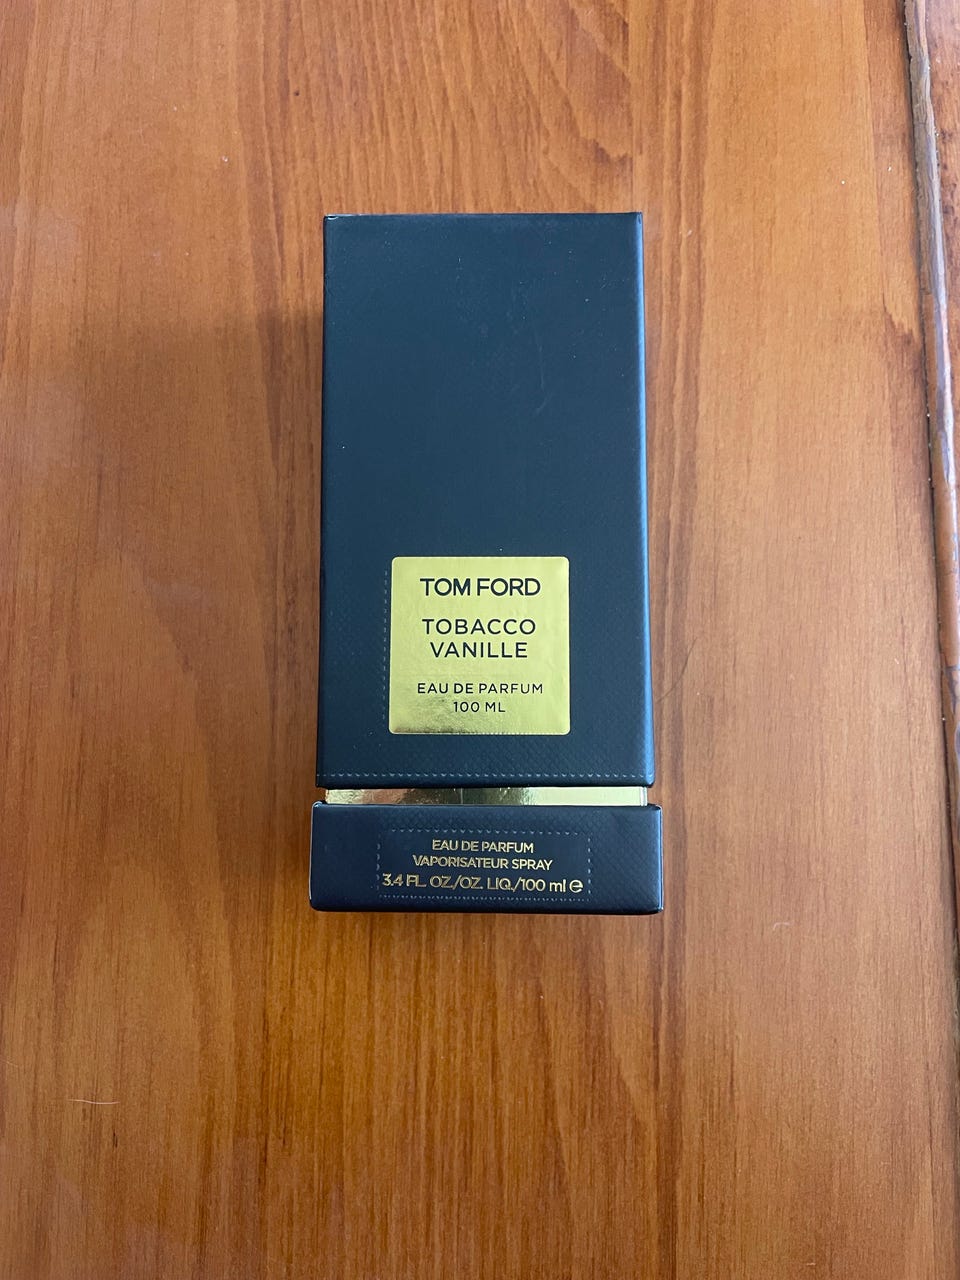 TOM FORD
TOBACCO
VANILLE
EAU DE PARFUM
100 ML
EAU DE PARFUM
VAPORISATEUR SPRAY
3.4 FL. OZ./OZ. LIQ./100 ml e